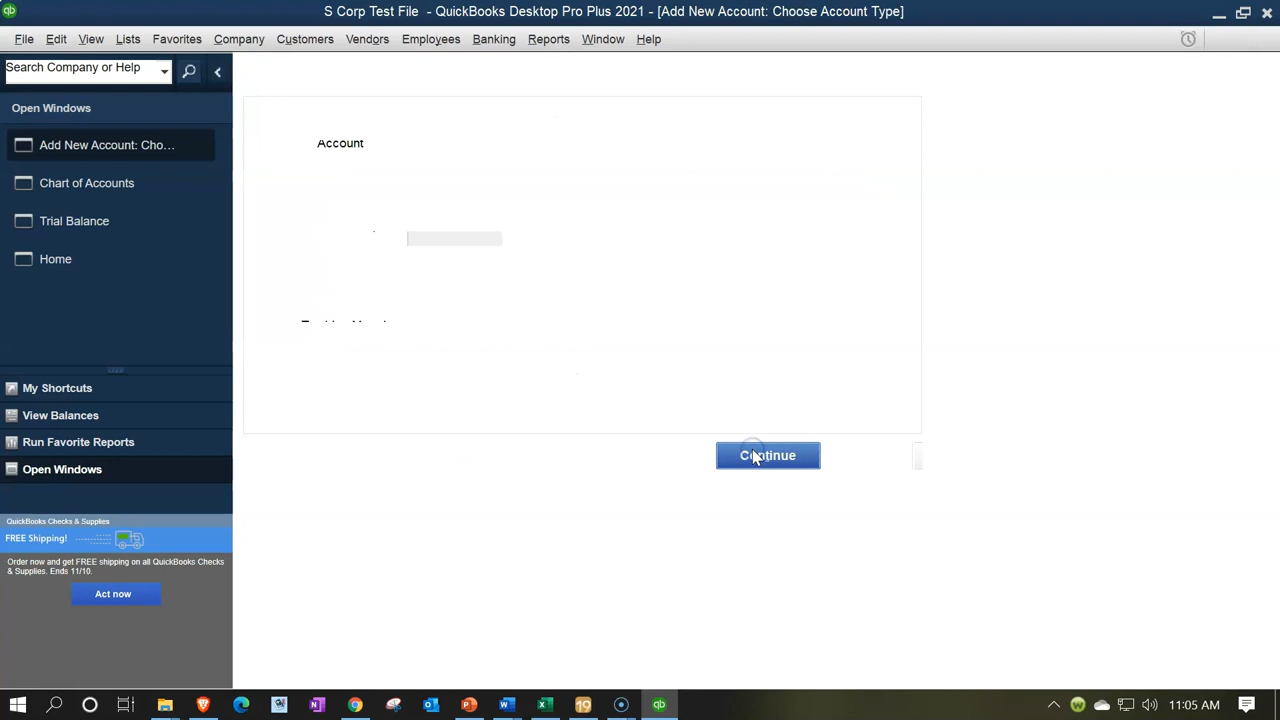 S Corp Test File - QuickBooks Desktop Pro Plus 2021 - [Add New Account: Choose Account Type]
File Edit View Lists Favorites Company Customers Vendors Employees Banking Reports Window Help
Search Company or Help
Open Windows
Add New Account: Cho...
Chart of Accounts
Trial Balance
Home
My Shortcuts
View Balances
Run Favorite Reports
Open Windows
QuickBooks Checks & Supplies
FREE Shipping!
Order now and get FREE shipping on all QuickBooks Checks
& Supplies. Ends 11/10.
Act now
Account
Continue
19
11:05 AM